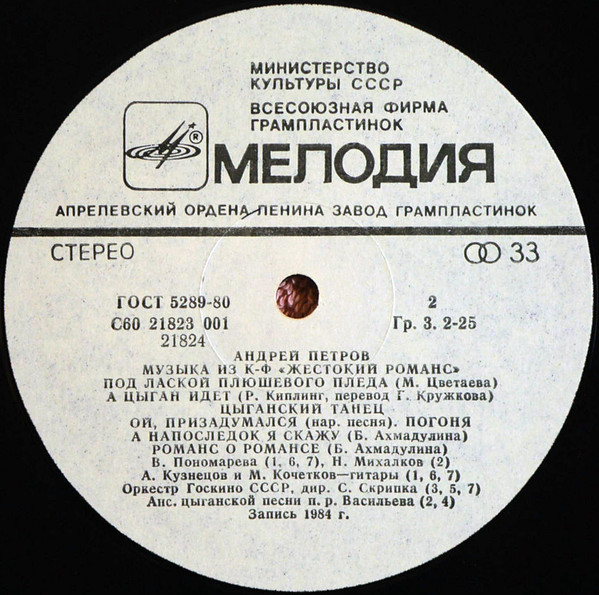 МИНИСТЕРСТВО
КУЛЬТУРЫ СССР
ВСЕСОЮЗНАЯ ФИРМА
ГРАМПЛАСТИНОК
® МЕЛОДИЯ
АПРЕЛЕВСКИЙ ОРДЕНА ЛЕНИНА ЗАВОД ГРАМПЛАСТИНОК
СТЕРЕО 33
ГОСТ 5289-80 2
С60 21823 001 Гр. 3. 2-25
21824
АНДРЕЙ ПЕТРОВ
МУЗЫКА ИЗ К-Ф «ЖЕСТОКИЙ РОМАНС»
ПОД ЛАСКОЙ ПЛЮШЕВОГО ПЛЕДА (М. Цветаева)
А ЦЫГАН ИДЕТ (Р. Киплинг, перевод Г. Кружкова)
ЦЫГАНСКИЙ ТАНЕЦ
ОЙ, ПРИЗАДУМАЛСЯ (нар. песня). ПОГОНЯ
А НАПОСЛЕДОК Я СКАЖУ (Б. Ахмадулина)
РОМАНС О РОМАНСЕ (Б. Ахмадулина)
В. Пономарева (1, 6, 7), Н. Михалков (2)
А. Кузнецов и М. Кочетков—гитары (1, 6, 7)
Оркестр Госкино СССР, дир. С. Скрипка (3, 5, 7)
Анс. цыганской песни п. р. Васильева (2, 4)
Запись 1984 г.